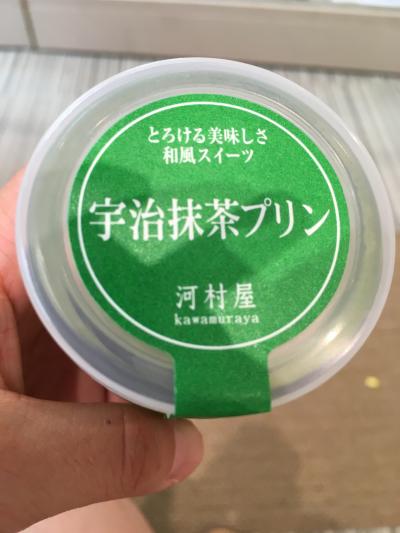 とろける美味しさ
和風スイーツ
宇治抹茶プリン
河村屋
kawamuraya